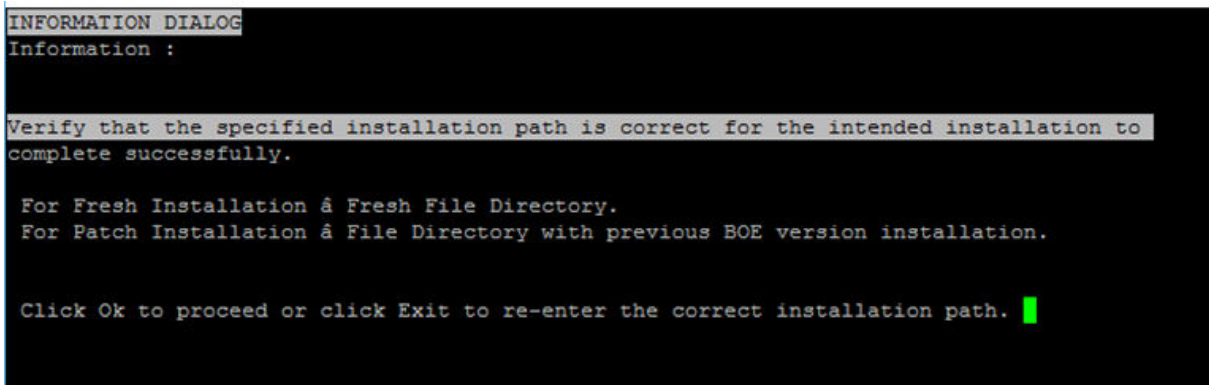 INFORMATION DIALOG
Information :
Verify that the specified installation path is correct for the intended installation to
complete successfully.
For Fresh Installation â Fresh File Directory.
For Patch Installation â File Directory with previous BOE version installation.
Click Ok to proceed or click Exit to re-enter the correct installation path.